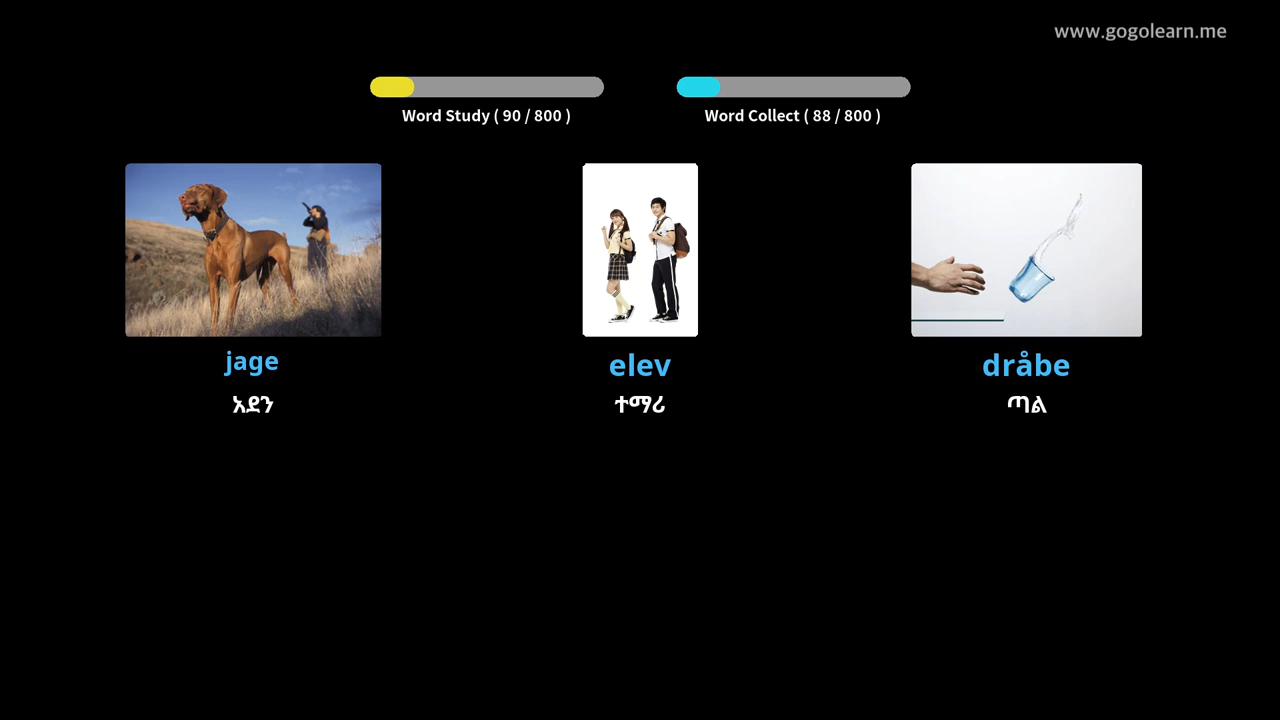 www.gogolearn.me
Word Study ( 90 / 800 )
Word Collect ( 88 / 800 )
jage
አደን
elev
ተማሪ
dråbe
ጣል